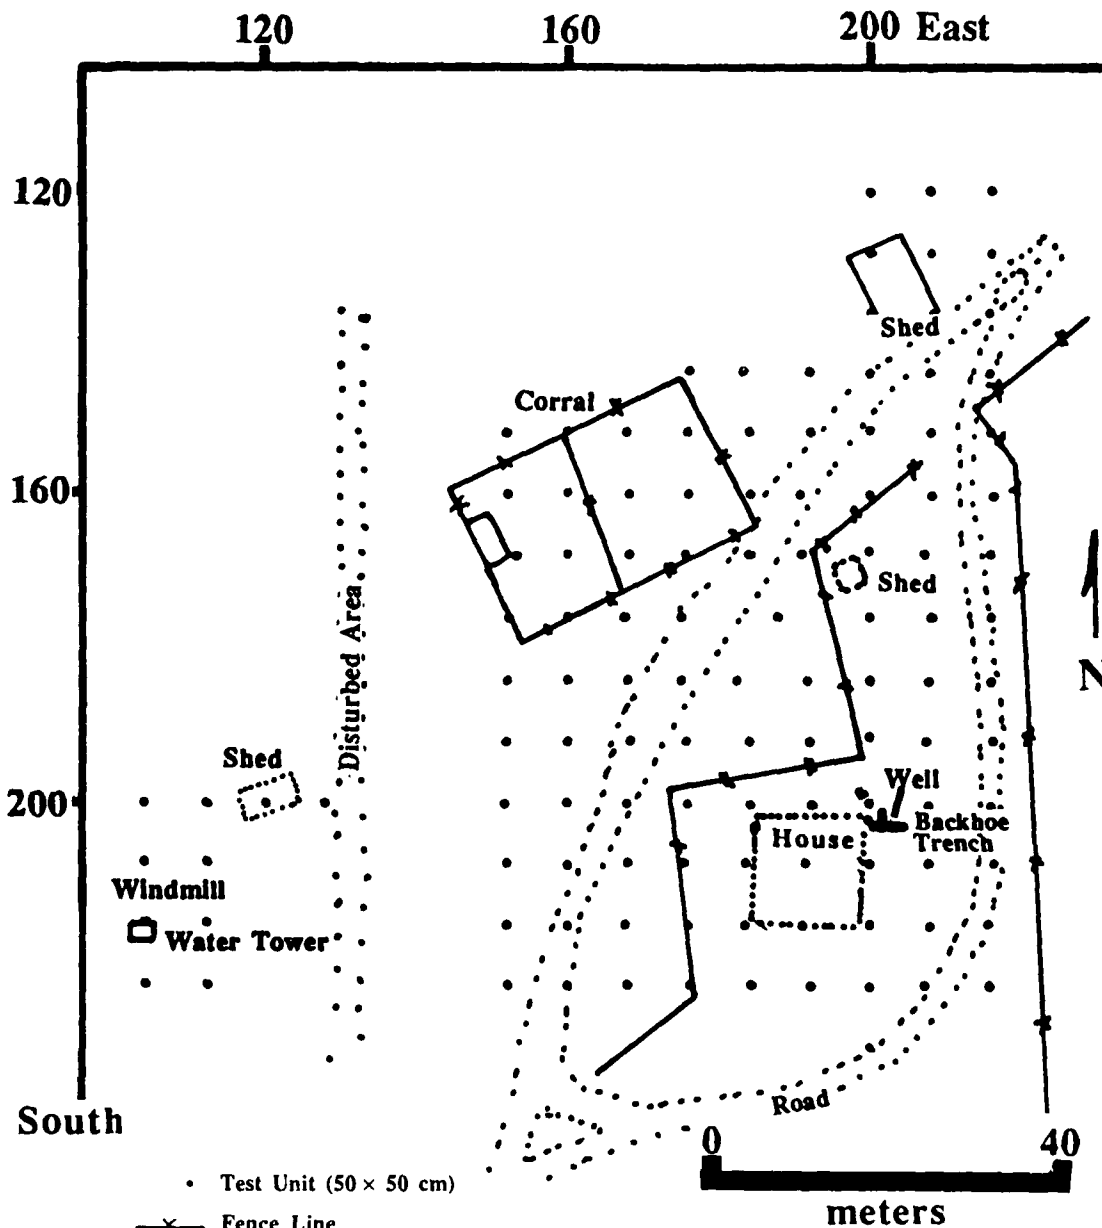 120
160
200 East
120
Shed
Corral
160
Shed
Disturbed Area
N
Shed
200
Well
Backhoe
Trench
House
Windmill
Water Tower
Road
South
0
40
meters
• Test Unit (50 × 50 cm)
Fence Line